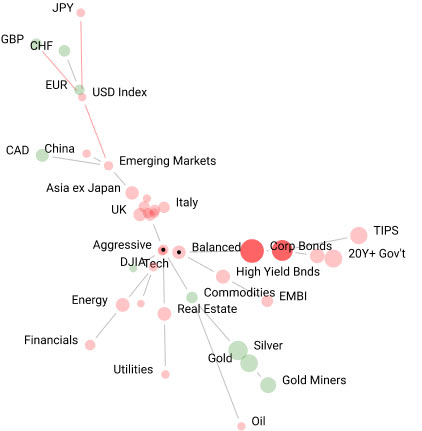 JPY
GBP
CHF
EUR
USD Index
CAD
China
Emerging Markets
Asia ex Japan
UK
Italy
Aggressive
Balanced
Corp Bonds
TIPS
20Y+ Gov't
DJIA
Tech
High Yield Bnds
Energy
Commodities
EMBI
Real Estate
Financials
Utilities
Silver
Gold
Gold Miners
Oil